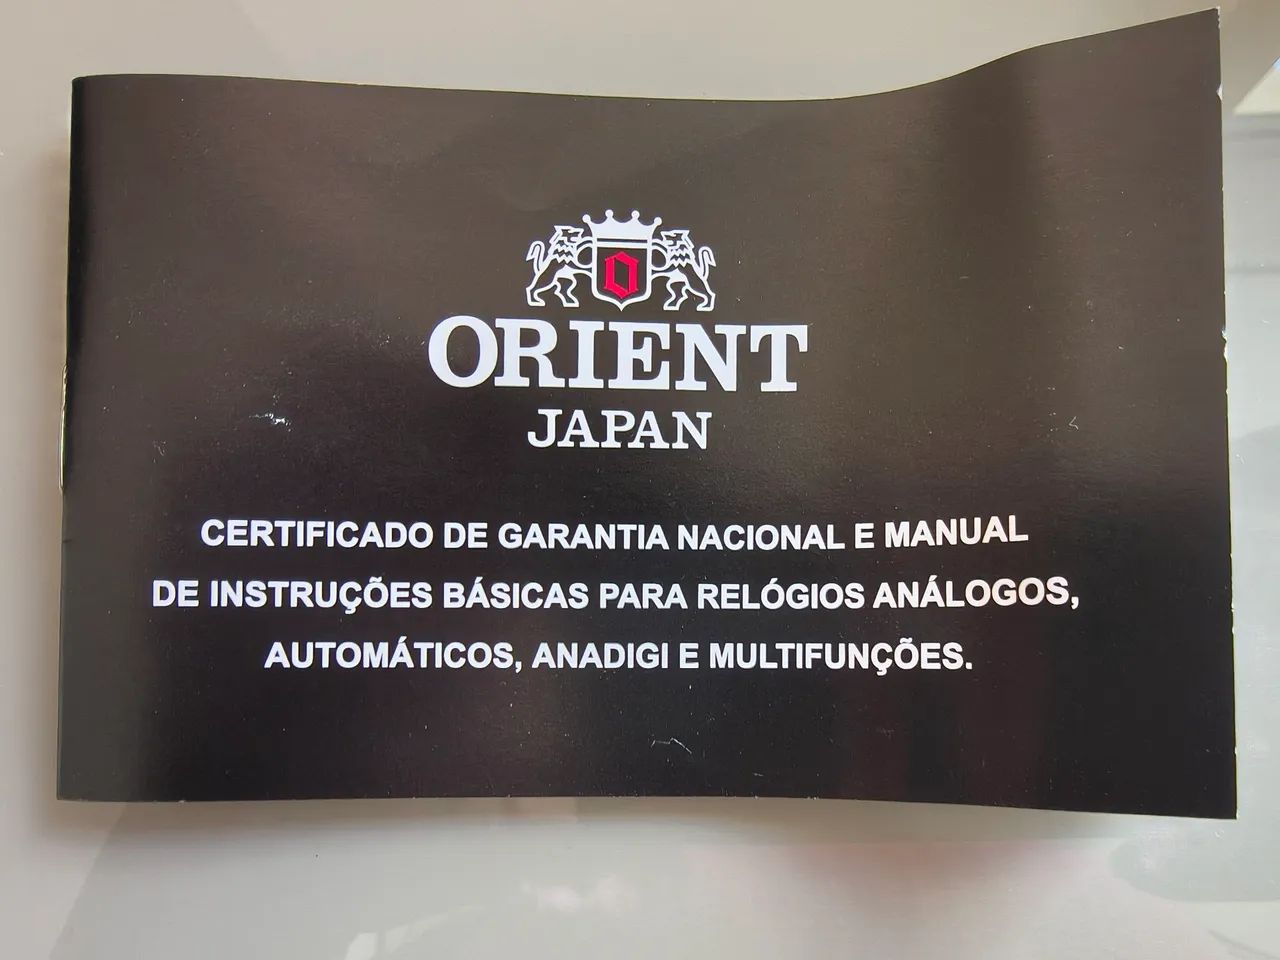 O
ORIENT
JAPAN
CERTIFICADO DE GARANTIA NACIONAL E MANUAL
DE INSTRUÇÕES BÁSICAS PARA RELÓGIOS ANÁLOGOS,
AUTOMÁTICOS, ANADIGI E MULTIFUNÇÕES.